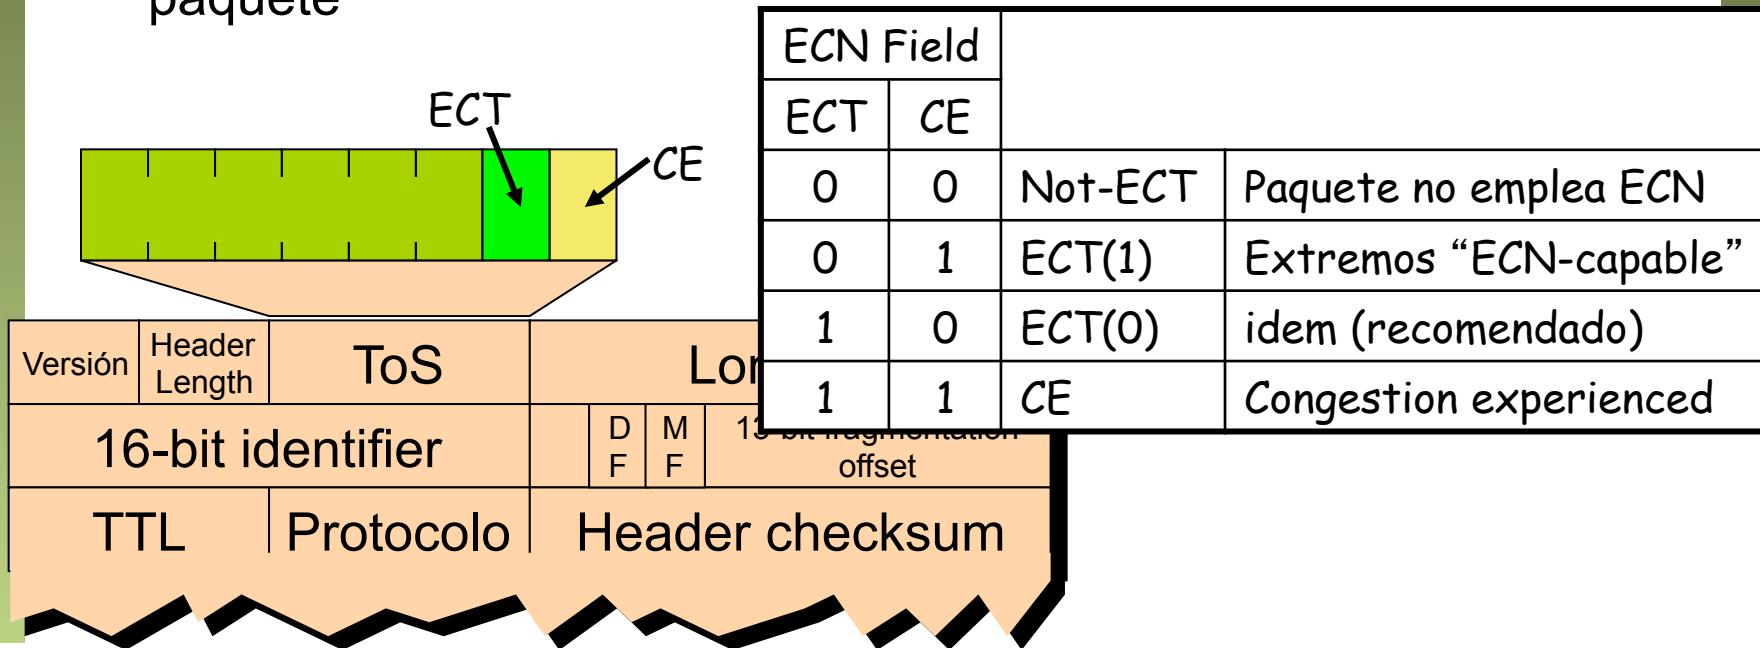 paquete
ECT
CE
ECN Field
ECT CE
0 0 Not-ECT Paquete no emplea ECN
0 1 ECT(1) Extremos “ECN-capable”
1 0 ECT(0) idem (recomendado)
1 1 CE Congestion experienced
Versión
Header
Length
ToS
16-bit identifier
D
F
M
F
offset
TTL
Protocolo
Header checksum